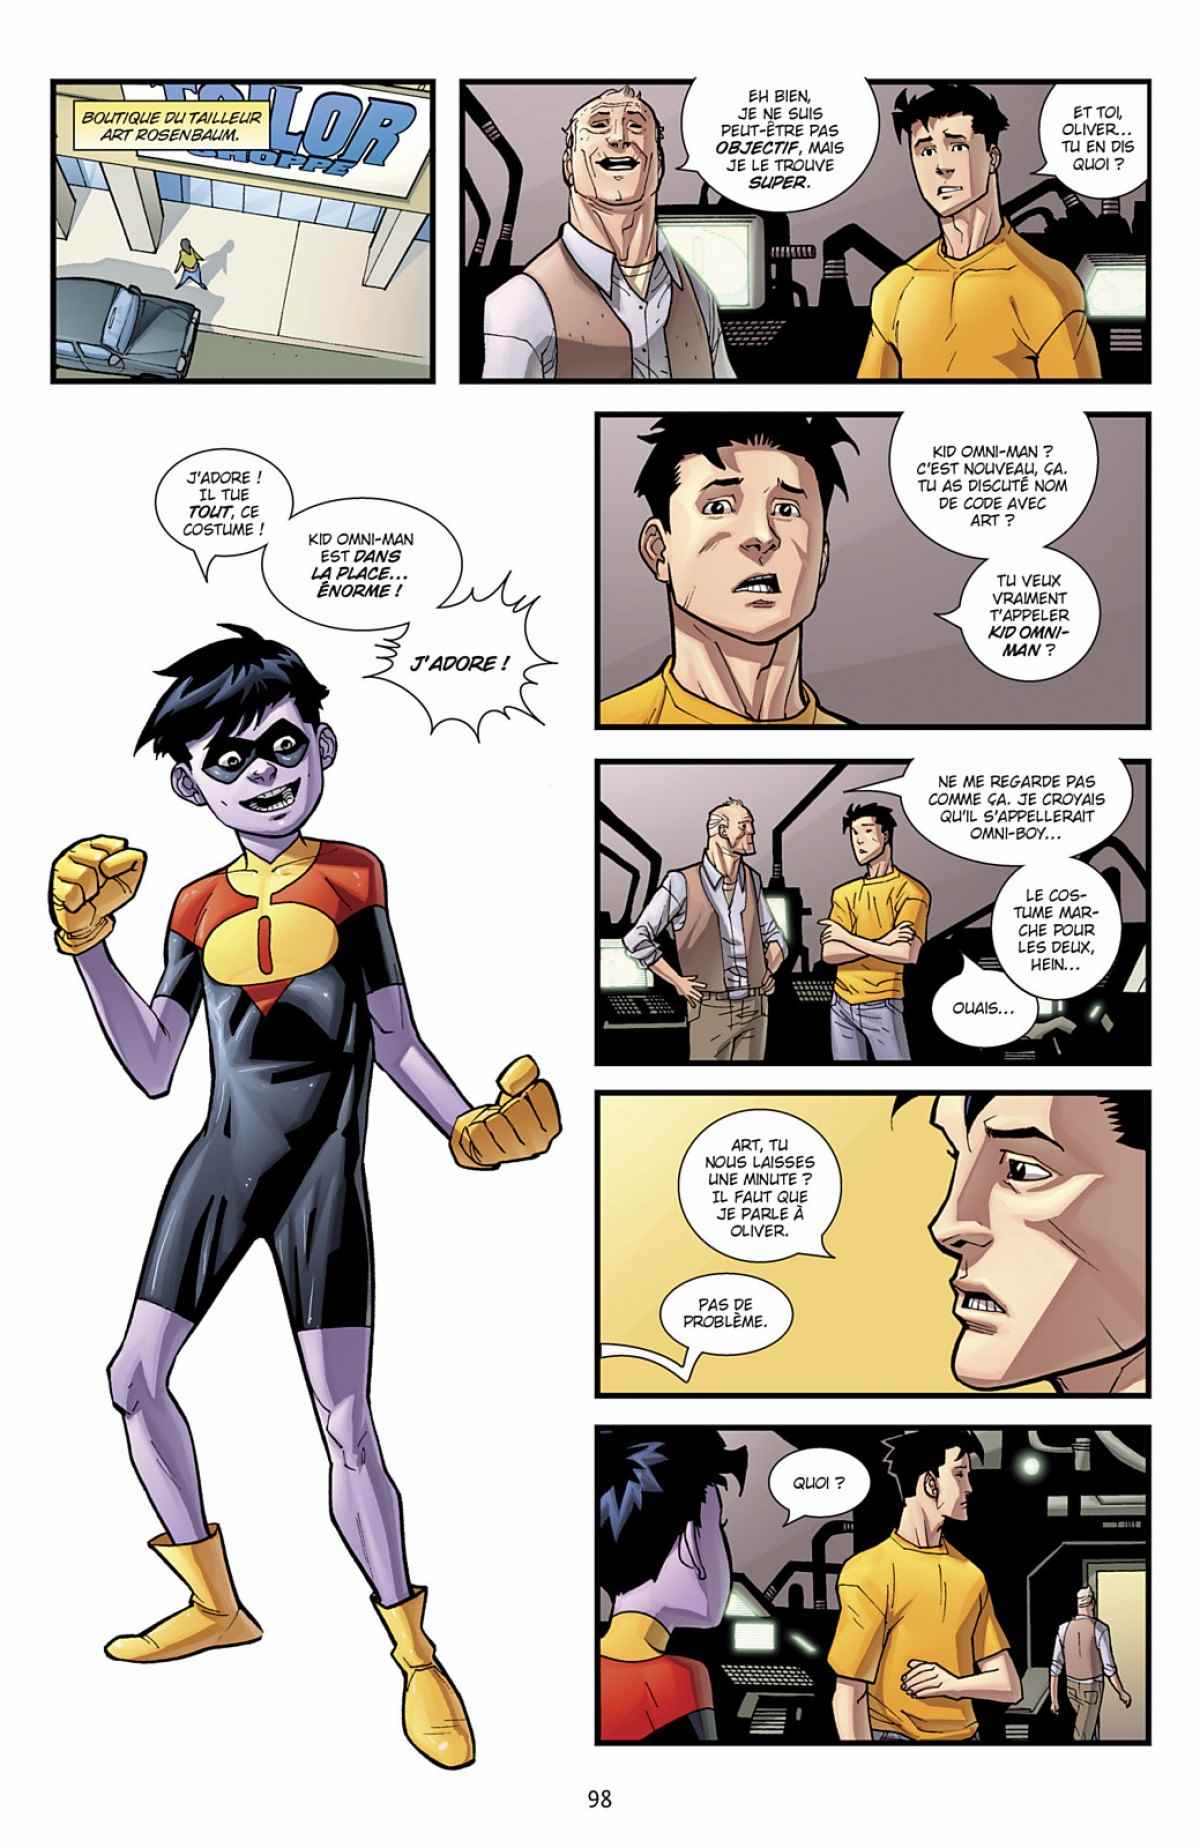 BOUTIQUE DU TAILLEUR
ART ROSENBAUM.
TAILOR
SHOPPE
EH BIEN,
JE NE SUIS
PEUT-ÊTRE PAS
OBJECTIF, MAIS
JE LE TROUVE
SUPER.
ET TOI,
OLIVER...
TU EN DIS
QUOI ?
J'ADORE !
IL TUE
TOUT, CE
COSTUME !
KID OMNI-MAN
EST DANS
LA PLACE...
ÉNORME !
J'ADORE !
KID OMNI-MAN ?
C'EST NOUVEAU, ÇA.
TU AS DISCUTÉ NOM
DE CODE AVEC
ART ?
TU VEUX
VRAIMENT
T'APPELER
KID OMNI-
MAN ?
NE ME REGARDE PAS
COMME ÇA. JE CROYAIS
QU'IL S'APPELLERAIT
OMNI-BOY...
LE COS-
TUME MAR-
CHE POUR
LES DEUX,
HEIN...
OUAIS...
ART, TU
NOUS LAISSES
UNE MINUTE ?
IL FAUT QUE
JE PARLE À
OLIVER.
PAS DE
PROBLÈME.
QUOI ?
98